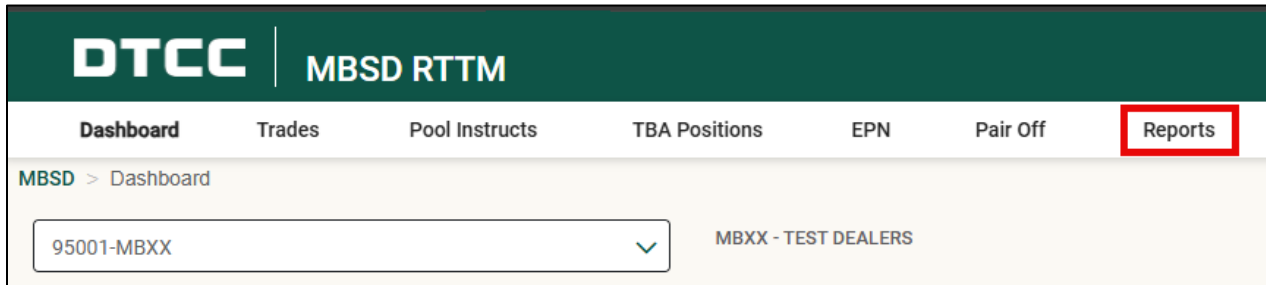 DTCC MBSD RTTM
Dashboard Trades Pool Instructs TBA Positions EPN Pair Off Reports
MBSD > Dashboard
95001-MBXX MBXX - TEST DEALERS